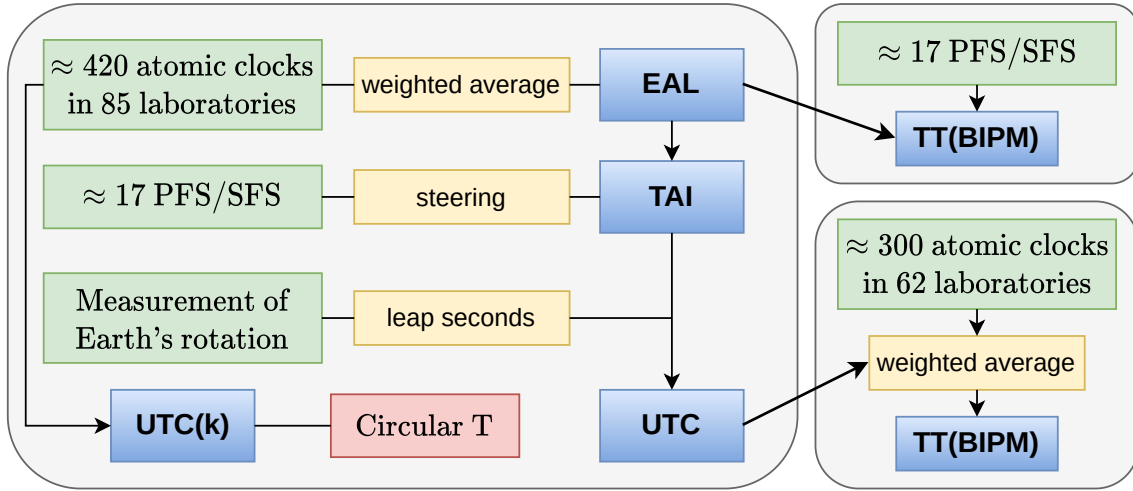 ≈ 420 atomic clocks
in 85 laboratories
weighted average
EAL
≈ 17 PFS/SFS
steering
TAI
Measurement of
Earth's rotation
leap seconds
UTC(k)
Circular T
UTC
≈ 17 PFS/SFS
TT(BIPM)
≈ 300 atomic clocks
in 62 laboratories
weighted average
TT(BIPM)